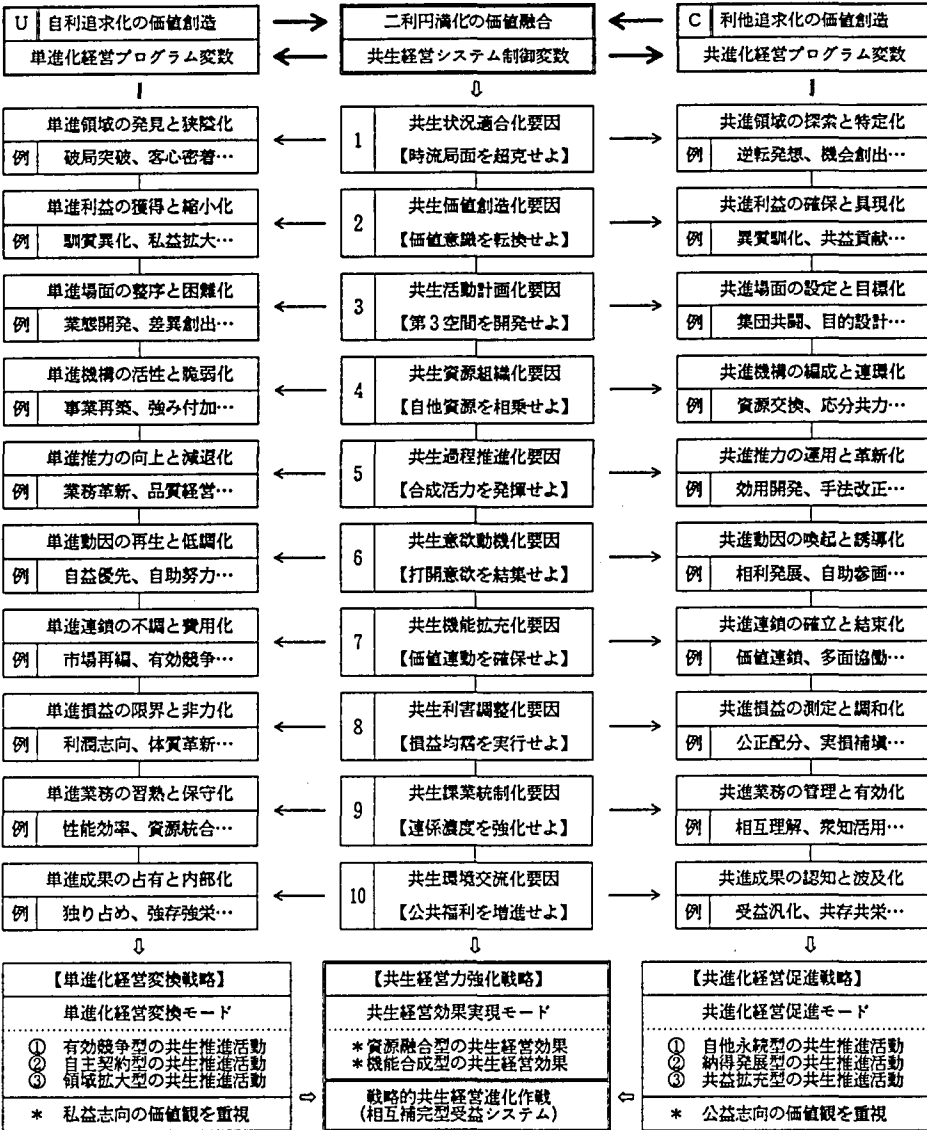 U 自利追求化の価値創造
単進化経営プログラム変数
二利円満化の価値融合
共生経営システム制御変数
C 利他追求化の価値創造
共進化経営プログラム変数
単進領域の発見と狭隘化
例 破局突破、客心密着…
1 共生状況適合化要因
【時流局面を超克せよ】
共進領域の探索と特定化
例 逆転発想、機会創出…
単進利益の獲得と縮小化
例 馴質異化、私益拡大…
2 共生価値創造化要因
【価値意識を転換せよ】
共進利益の確保と具現化
例 異質馴化、共益貢献…
単進場面の整序と困難化
例 業態開発、差異創出…
3 共生活動計画化要因
【第3空間を開発せよ】
共進場面の設定と目標化
例 集団共闘、目的設計…
単進機構の活性と脆弱化
例 事業再築、強み付加…
4 共生資源組織化要因
【自他資源を相乗せよ】
共進機構の編成と連環化
例 資源交換、応分共力…
単進推力の向上と減退化
例 業務革新、品質経営…
5 共生過程推進化要因
【合成活力を発揮せよ】
共進推力の運用と革新化
例 効用開発、手法改正…
単進動因の再生と低調化
例 自益優先、自助努力…
6 共生意欲動機化要因
【打開意欲を結集せよ】
共進動因の喚起と誘導化
例 相利発展、自助参画…
単進連鎖の不調と費用化
例 市場再編、有効競争…
7 共生機能拡充化要因
【価値連動を確保せよ】
共進連鎖の確立と結束化
例 価値連鎖、多面協働…
単進損益の限界と非力化
例 利潤志向、体質革新…
8 共生利害調整化要因
【損益均霑を実行せよ】
共進損益の測定と調和化
例 公正配分、実損補塡…
単進業務の習熟と保守化
例 性能効率、資源統合…
9 共生課業統制化要因
【連係濃度を強化せよ】
共進業務の管理と有効化
例 相互理解、衆知活用…
単進成果の占有と内部化
例 独り占め、強存強栄…
10 共生環境交流化要因
【公共福利を増進せよ】
共進成果の認知と波及化
例 受益汎化、共存共栄…
【単進化経営変換戦略】
単進化経営変換モード
① 有効競争型の共生推進活動
② 自主契約型の共生推進活動
③ 領域拡大型の共生推進活動
* 私益志向の価値観を重視
【共生経営力強化戦略】
共生経営効果実現モード
*資源融合型の共生経営効果
*機能合成型の共生経営効果
戦略的共生経営進化作戦
(相互補完型受益システム)
【共進化経営促進戦略】
共進化経営促進モード
① 自他永続型の共生推進活動
② 納得発展型の共生推進活動
③ 共益拡充型の共生推進活動
* 公益志向の価値観を重視